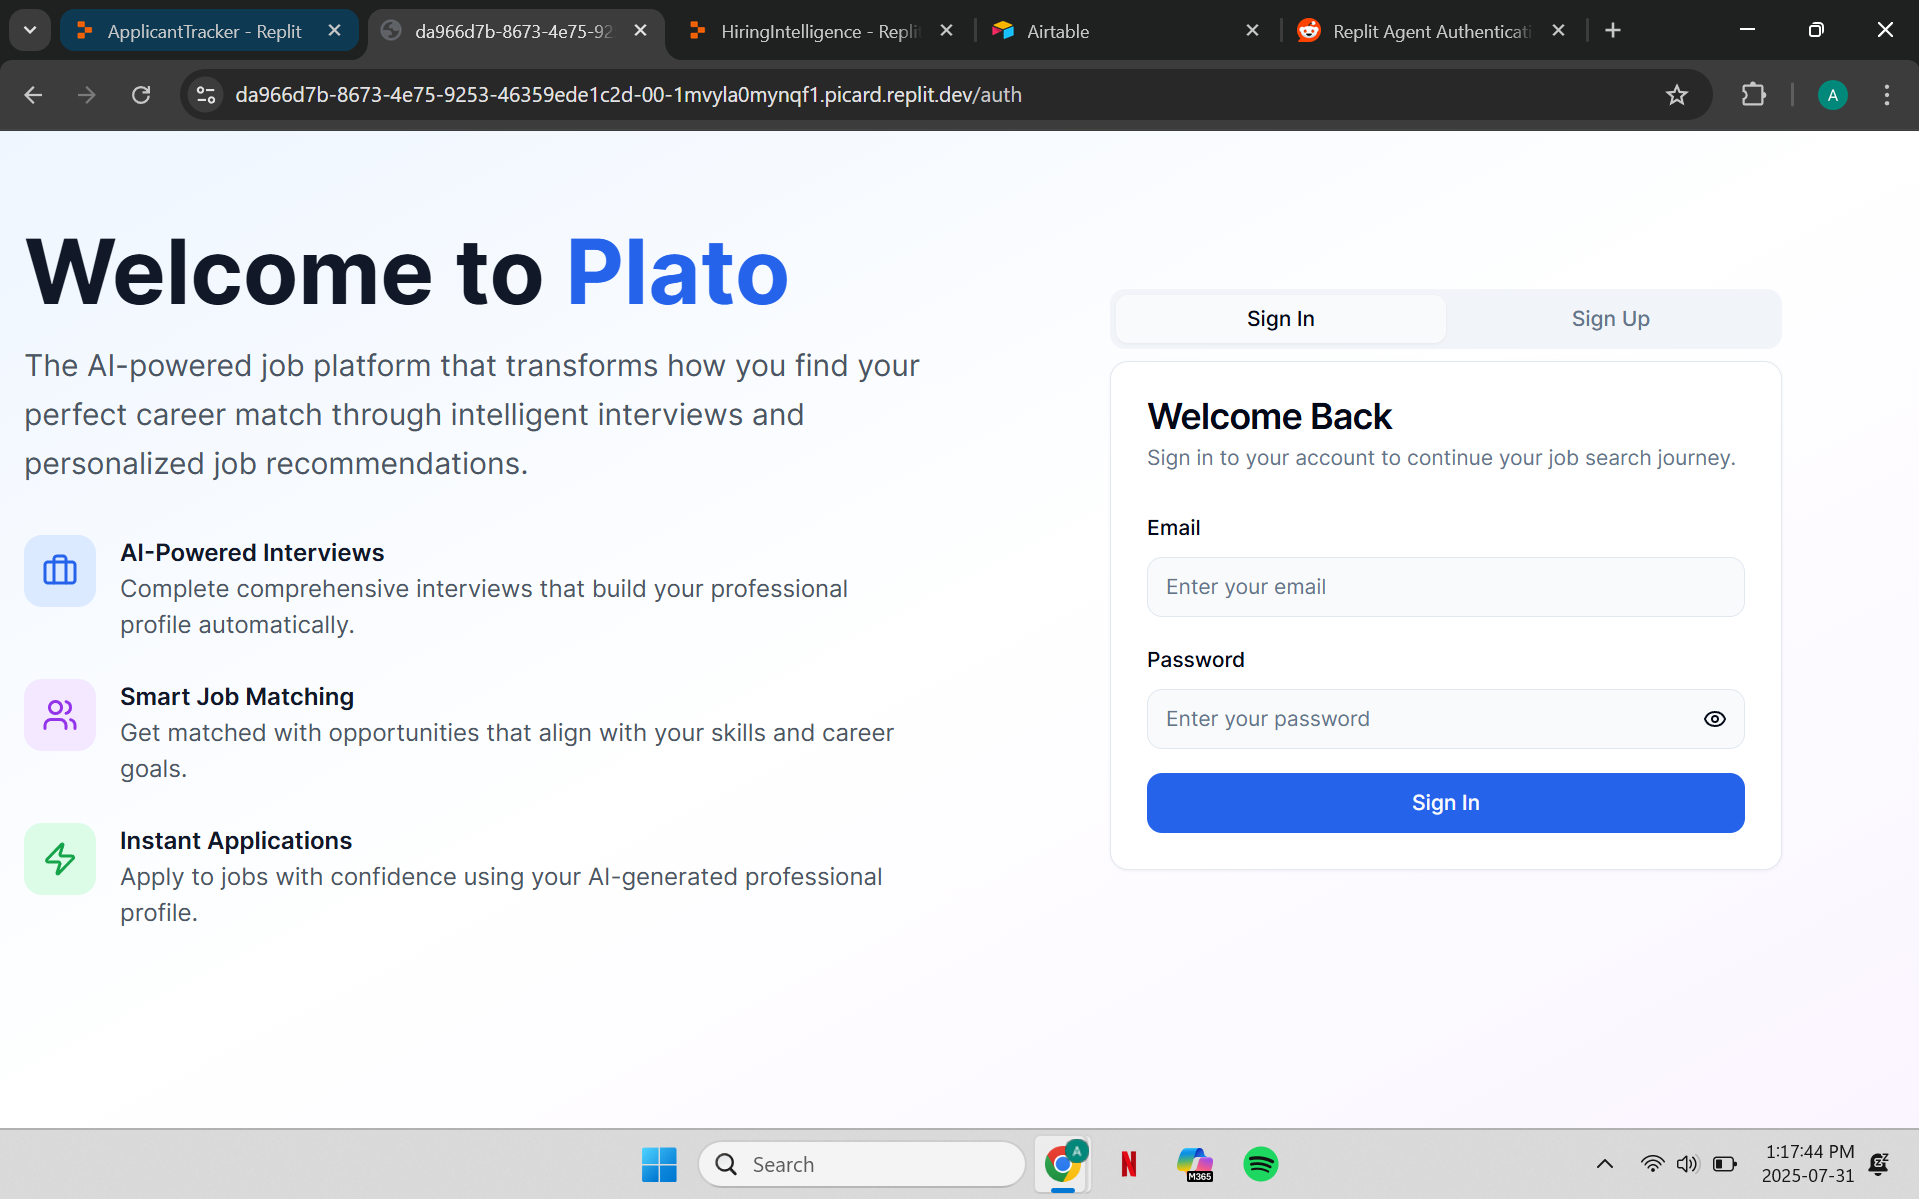 ApplicantTracker - Replit
da966d7b-8673-4e75-92
HiringIntelligence - Repli
Airtable
Replit Agent Authenticati
da966d7b-8673-4e75-9253-46359ede1c2d-00-1mvyla0mynqf1.picard.replit.dev/auth
A
Welcome to Plato
The AI-powered job platform that transforms how you find your
perfect career match through intelligent interviews and
personalized job recommendations.
AI-Powered Interviews
Complete comprehensive interviews that build your professional
profile automatically.
Smart Job Matching
Get matched with opportunities that align with your skills and career
goals.
Instant Applications
Apply to jobs with confidence using your AI-generated professional
profile.
Sign In
Sign Up
Welcome Back
Sign in to your account to continue your job search journey.
Email
Enter your email
Password
Enter your password
Sign In
Search
A
N
M365
1:17:44 PM
2025-07-31